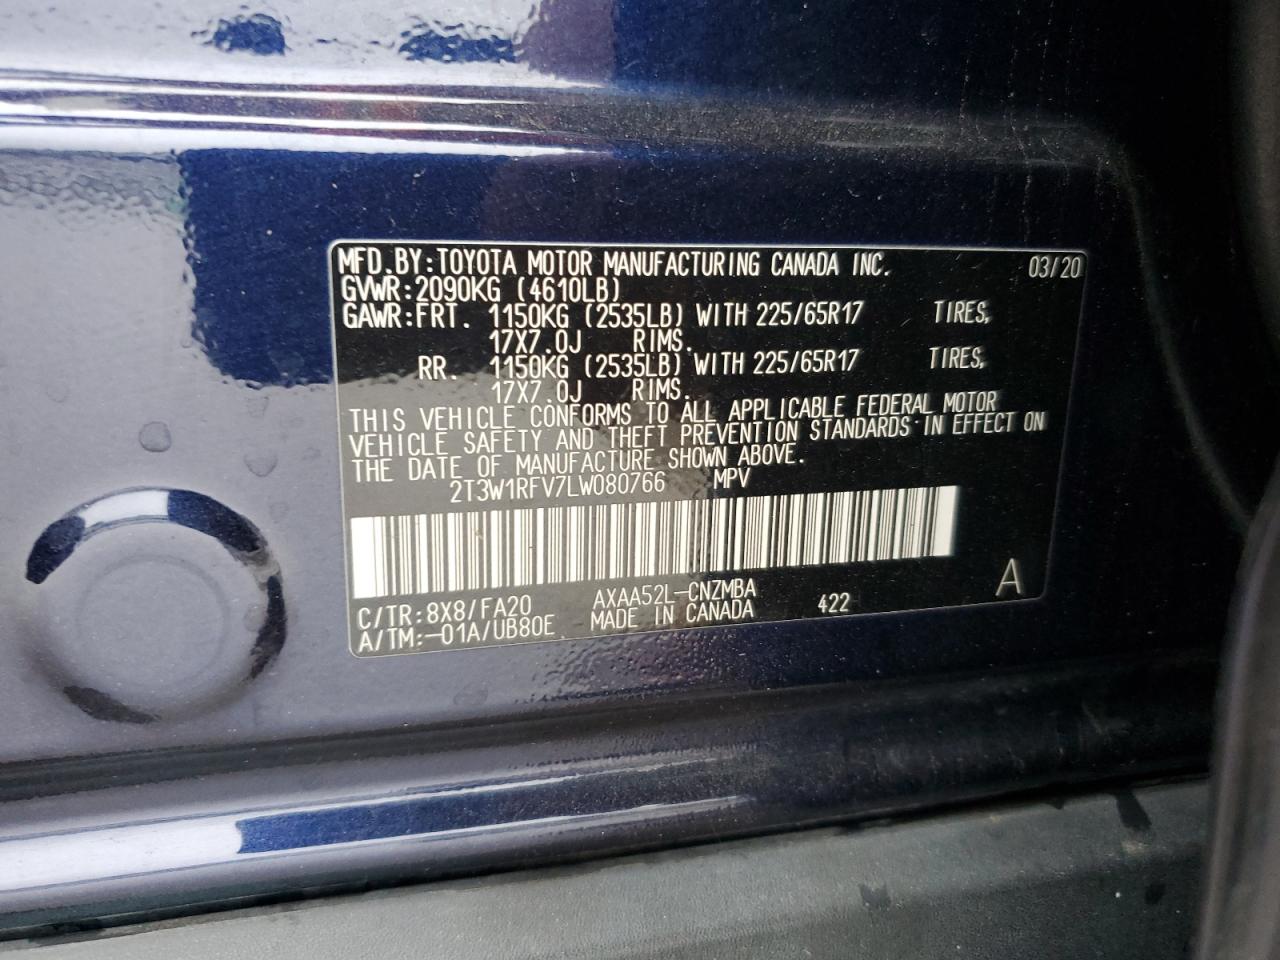 MFD.BY:TOYOTA MOTOR MANUFACTURING CANADA INC. 03/20
GVWR:2090KG (4610LB)
GAWR:FRT. 1150KG (2535LB) WITH 225/65R17 TIRES,
17X7.0J RIMS.
RR. 1150KG (2535LB) WITH 225/65R17 TIRES,
17X7.0J RIMS.
THIS VEHICLE CONFORMS TO ALL APPLICABLE FEDERAL MOTOR
VEHICLE SAFETY AND THEFT PREVENTION STANDARDS IN EFFECT ON
THE DATE OF MANUFACTURE SHOWN ABOVE.
2T3W1RFV7LW080766 MPV
C/TR:8X8/FA20 AXAA52L-CNZMBA 422 A
A/TM:-01A/UB80E MADE IN CANADA